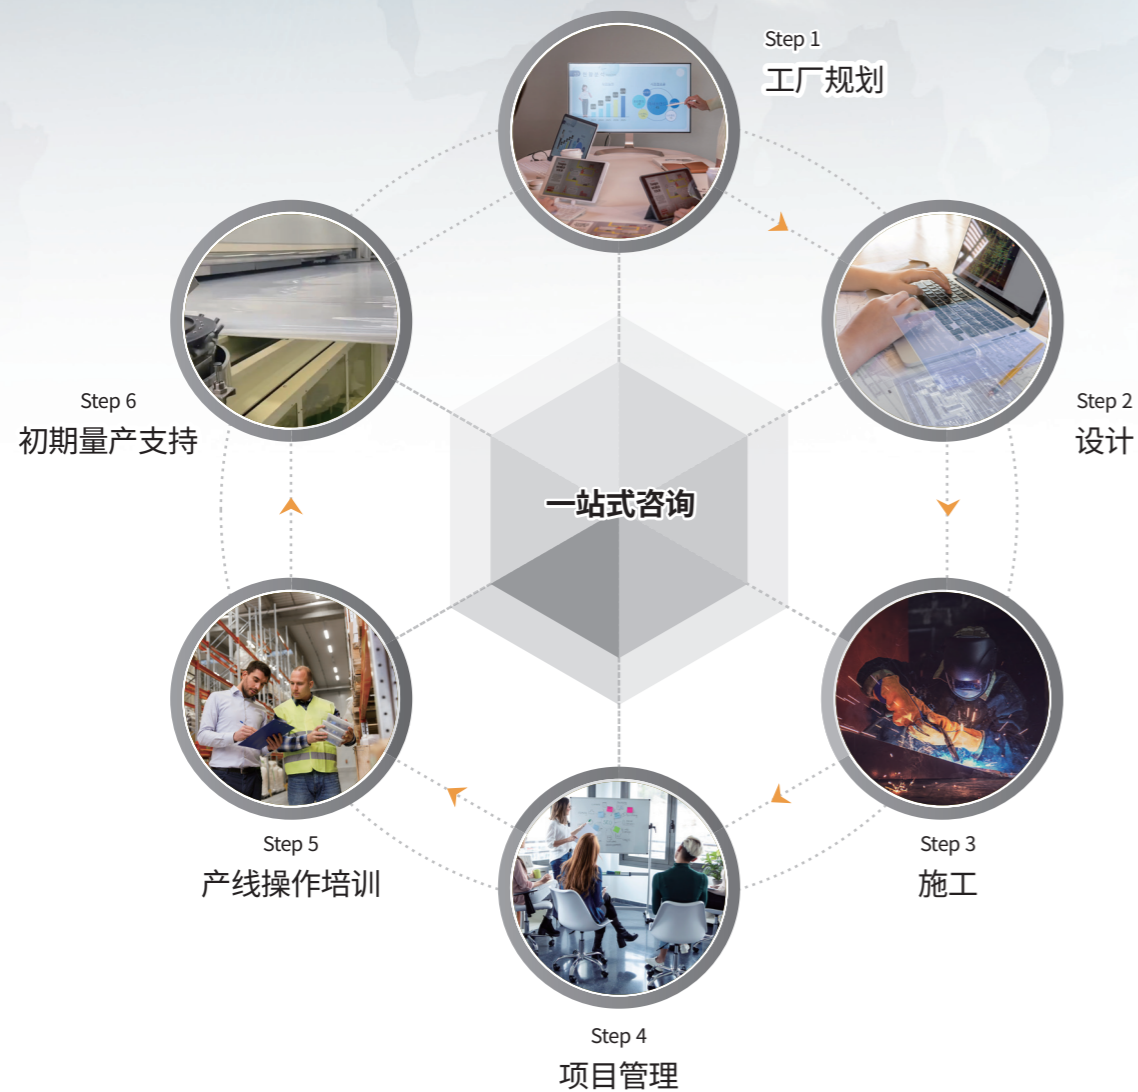 Step 1
工厂规划
Step 2
设计
Step 3
施工
Step 4
项目管理
Step 5
产线操作培训
Step 6
初期量产支持
一站式咨询